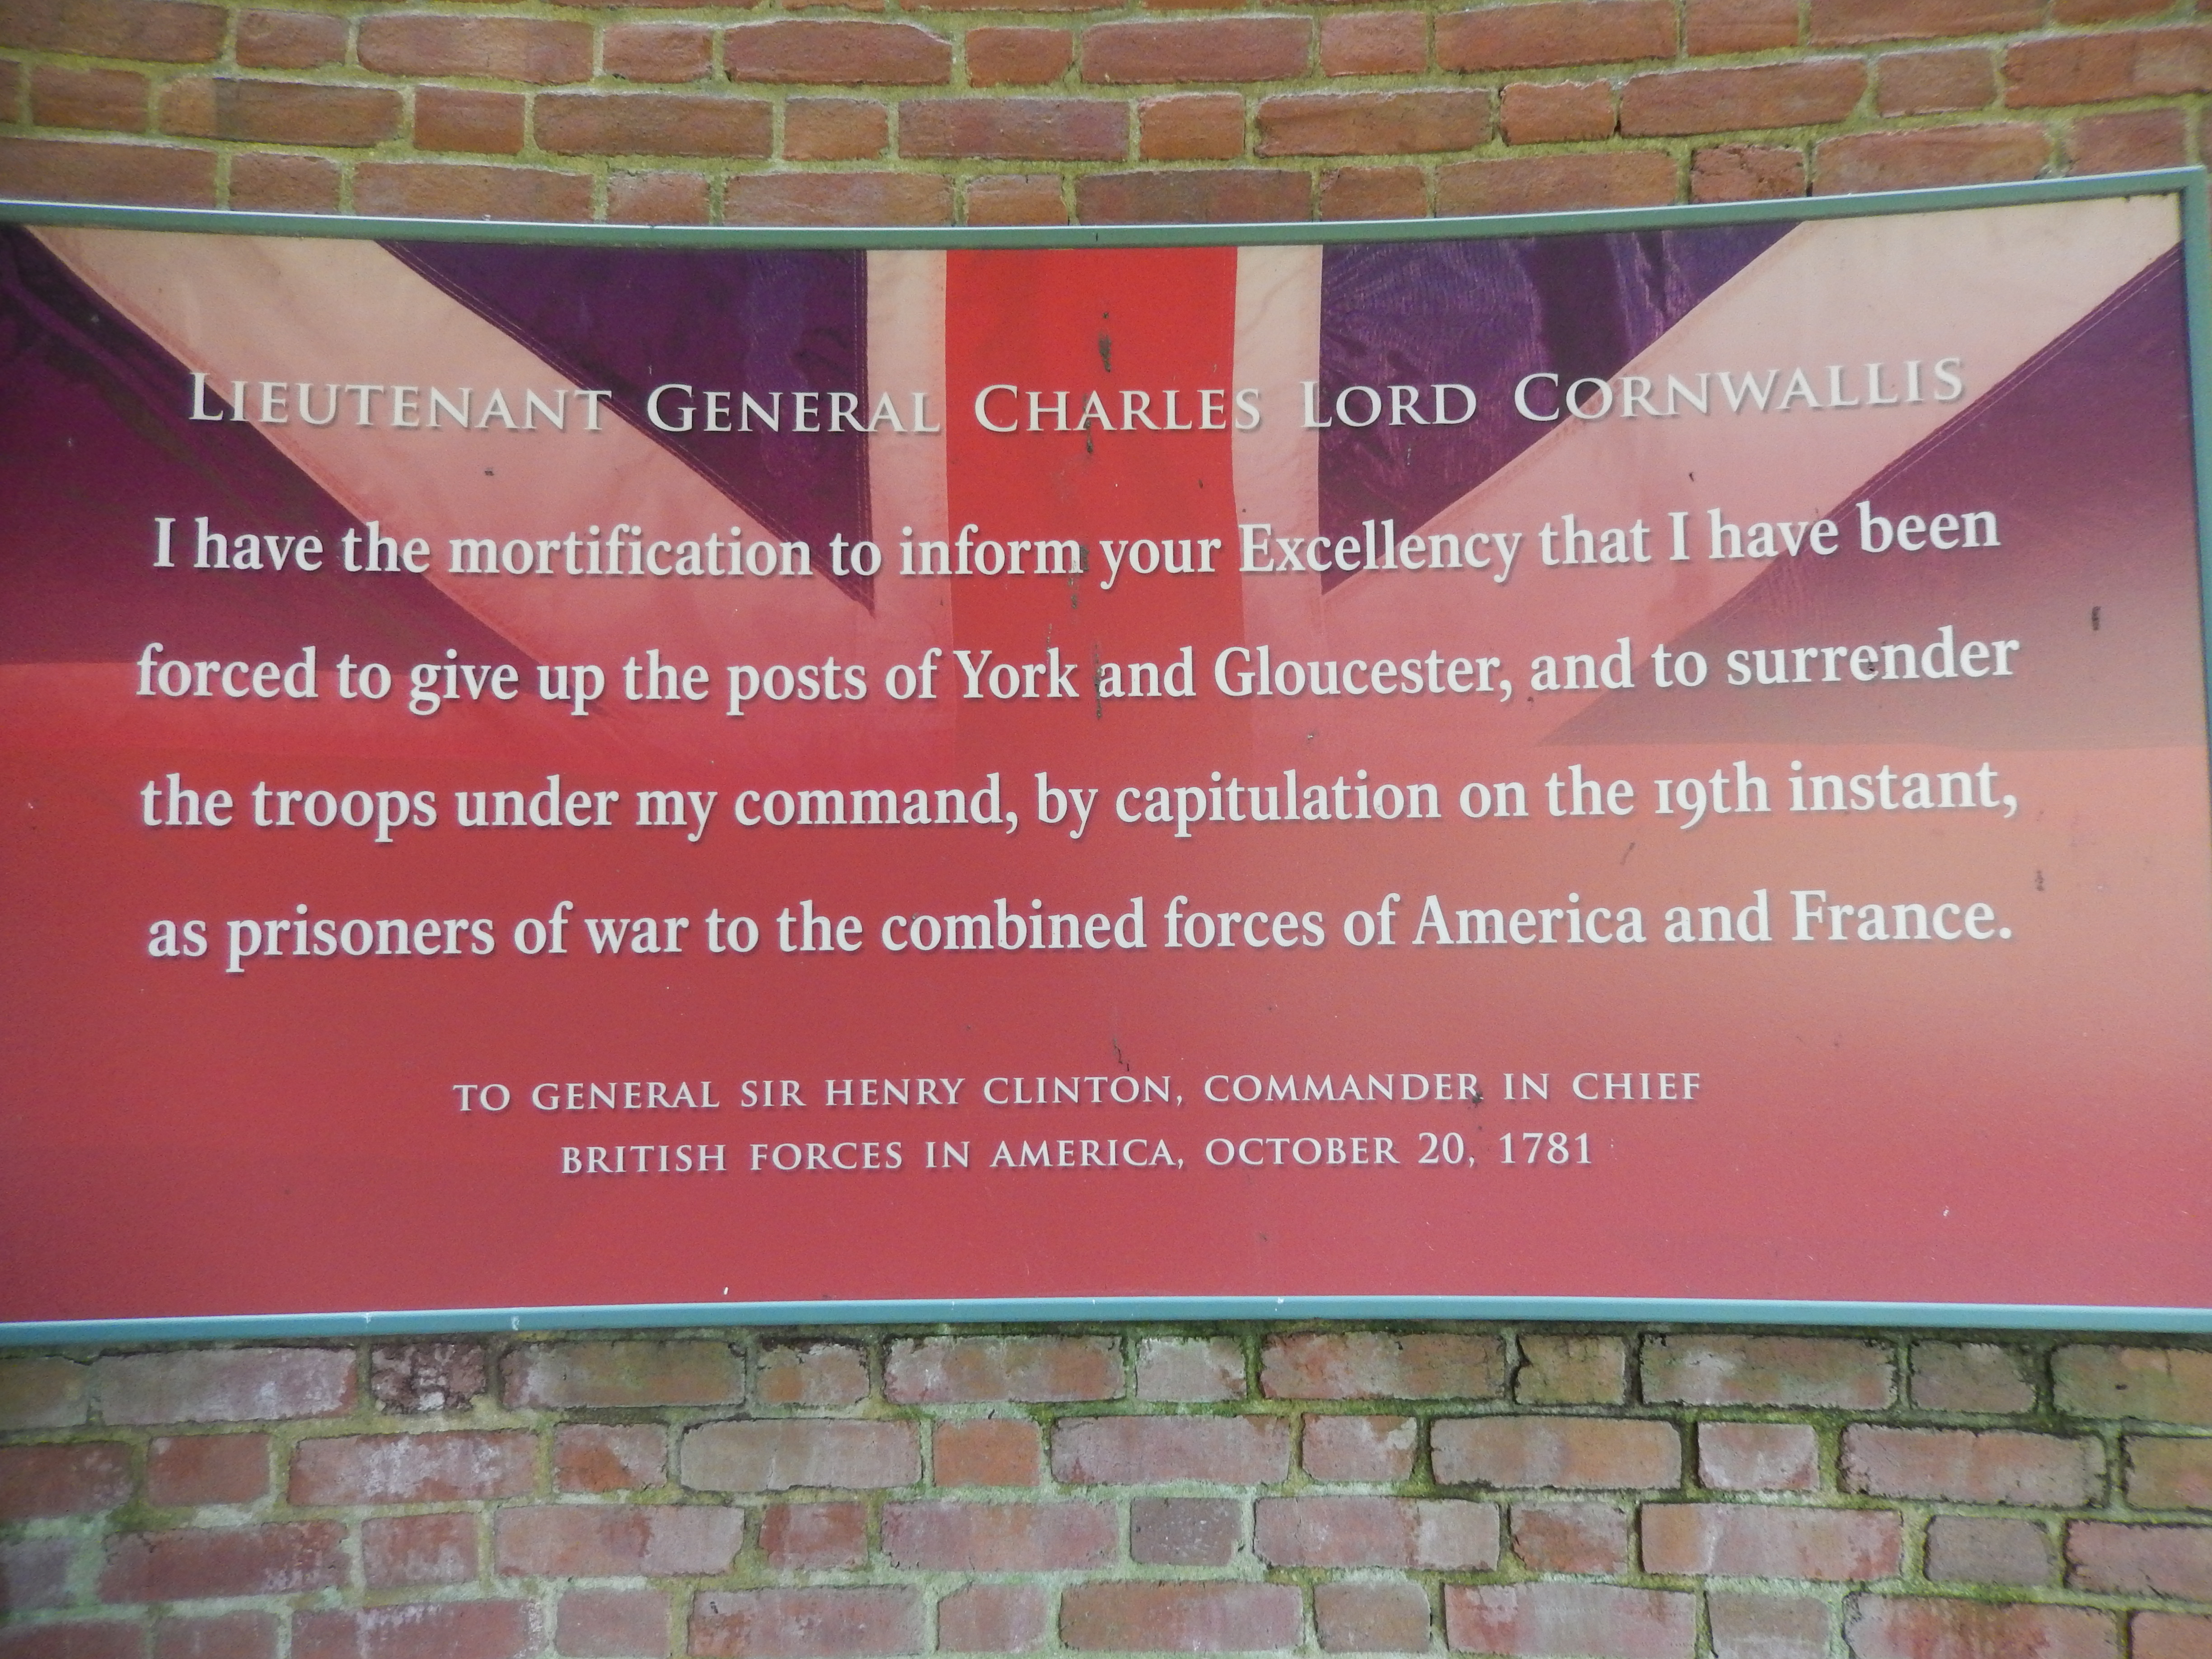 Lieutenant General Charles Lord Cornwallis
I have the mortification to inform your Excellency that I have been
forced to give up the posts of York and Gloucester, and to surrender
the troops under my command, by capitulation on the 19th instant,
as prisoners of war to the combined forces of America and France.
TO GENERAL SIR HENRY CLINTON, COMMANDER IN CHIEF
BRITISH FORCES IN AMERICA, OCTOBER 20, 1781